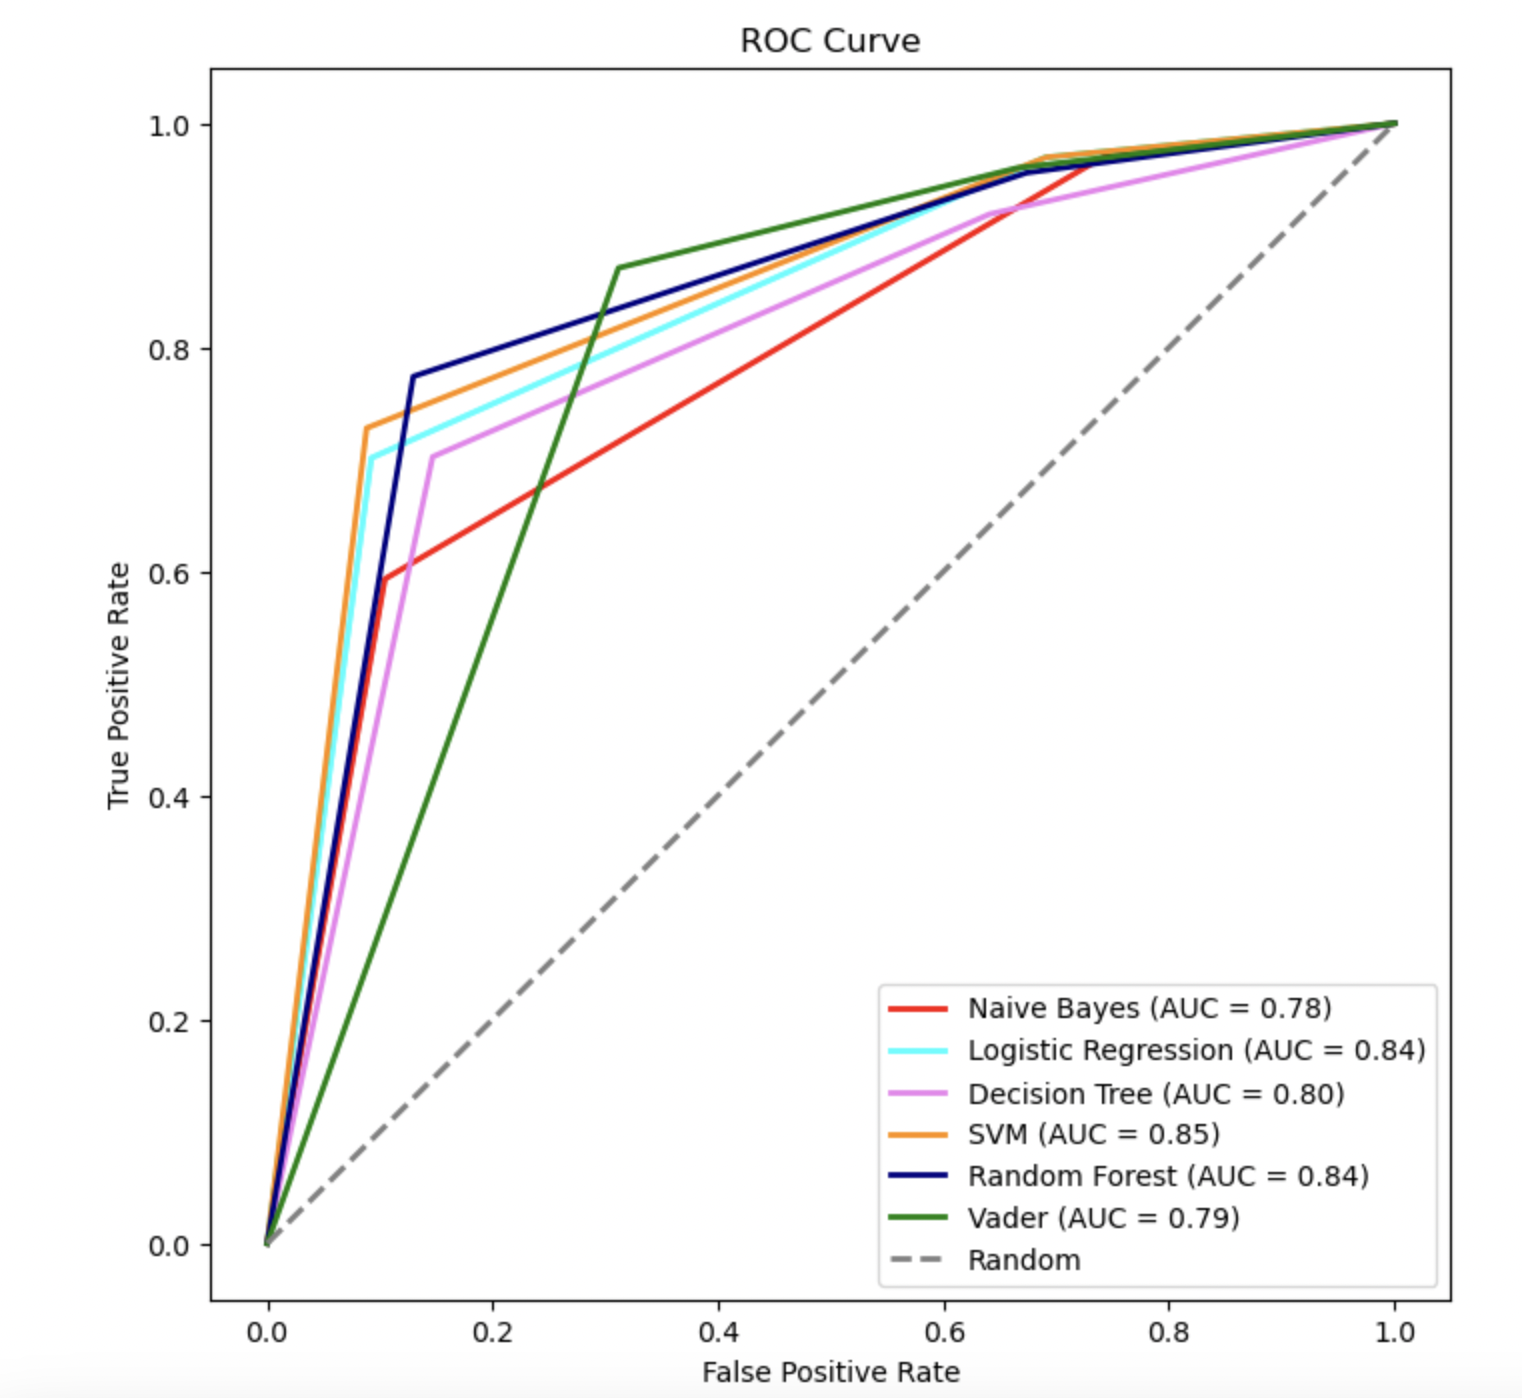 ROC Curve
True Positive Rate
1.0
0.8
0.6
0.4
0.2
0.0
Naive Bayes (AUC = 0.78)
Logistic Regression (AUC = 0.84)
Decision Tree (AUC = 0.80)
SVM (AUC = 0.85)
Random Forest (AUC = 0.84)
Vader (AUC = 0.79)
Random
0.0 0.2 0.4 0.6 0.8 1.0
False Positive Rate